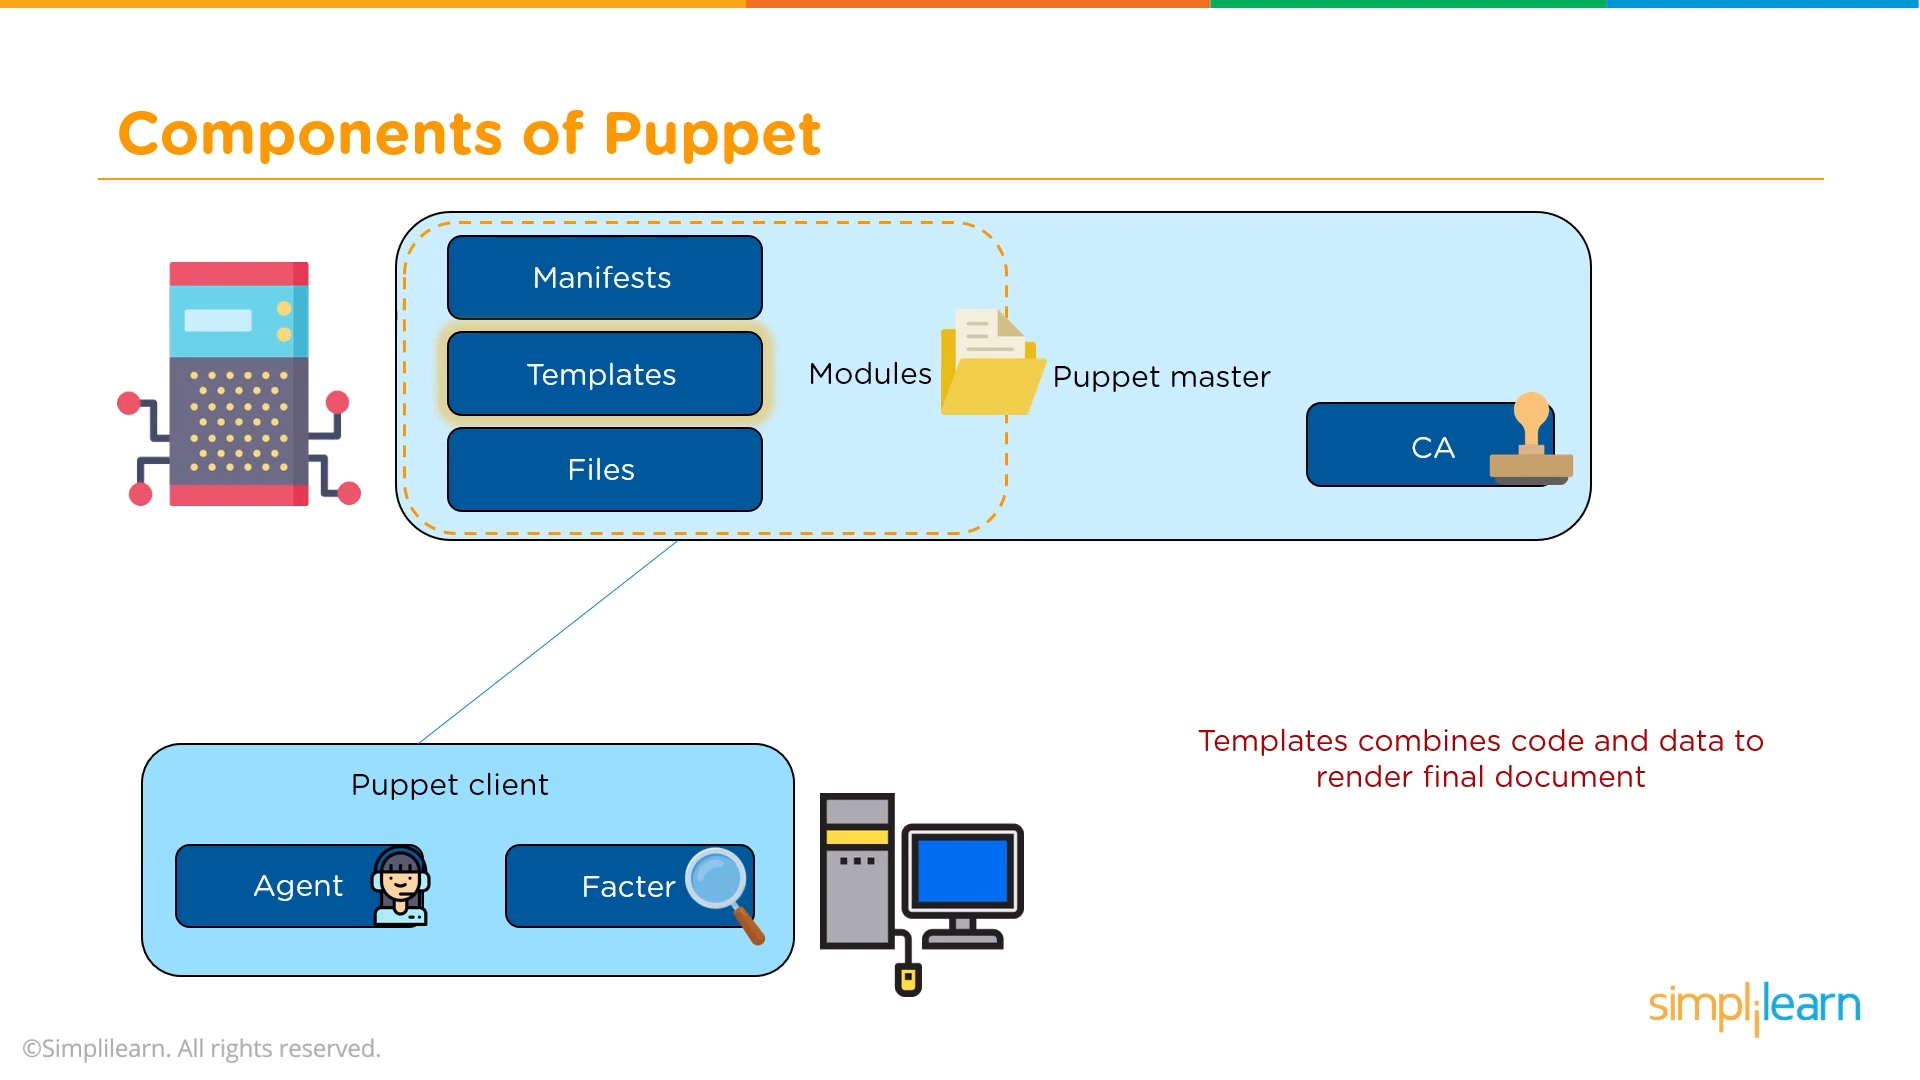 Components of Puppet
Manifests
Templates
Files
Modules
Puppet master
CA
Puppet client
Agent
Facter
Templates combines code and data to
render final document
simplilearn
©Simplilearn. All rights reserved.